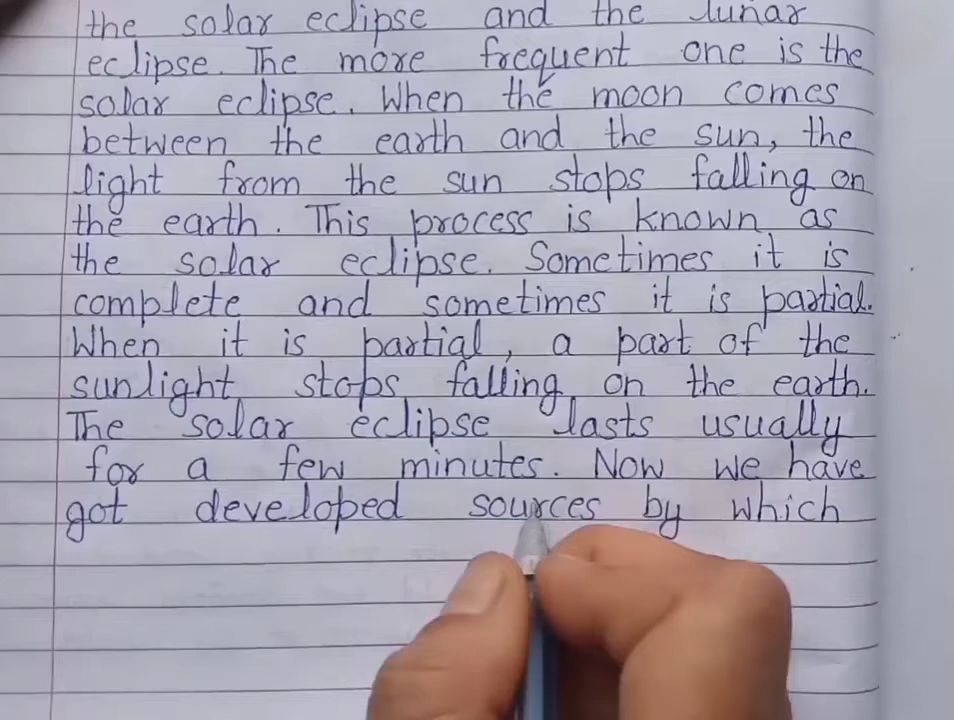 the solar eclipse and the lunar
eclipse. The more frequent one is the
solar eclipse. When the moon comes
between the earth and the sun, the
light from the sun stops falling on
the earth. This process is known as
the solar eclipse. Sometimes it is
complete and sometimes it is partial.
When it is partial, a part of the
sunlight stops falling on the earth.
The solar eclipse lasts usually
for a few minutes. Now we have
got developed sources by which